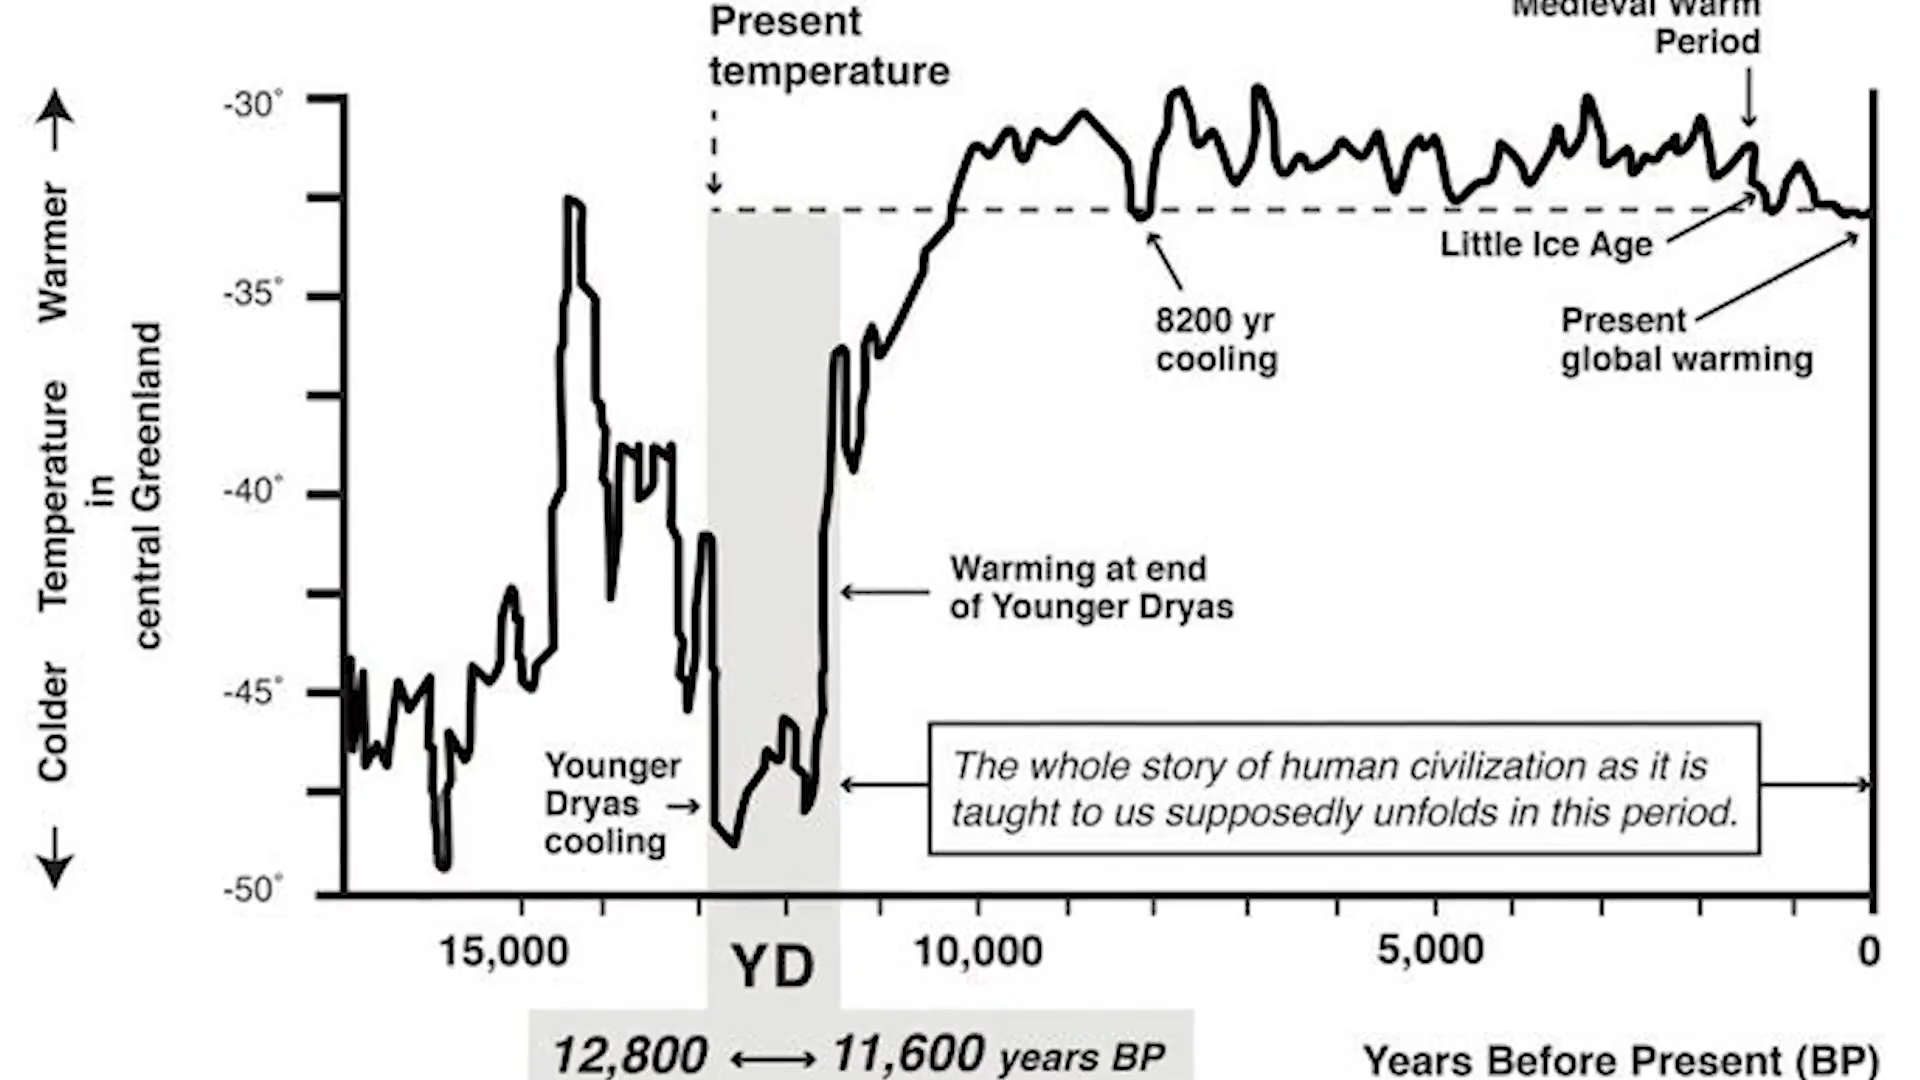 Present
temperature
Medieval Warm
Period
-30°
-35°
-40°
-45°
-50°
Warmer
Temperature
in
central Greenland
Colder
Little Ice Age
8200 yr
cooling
Present
global warming
Warming at end
of Younger Dryas
Younger
Dryas
cooling
The whole story of human civilization as it is
taught to us supposedly unfolds in this period.
15,000
YD
10,000
5,000
0
12,800 ⟷ 11,600 years BP
Years Before Present (BP)